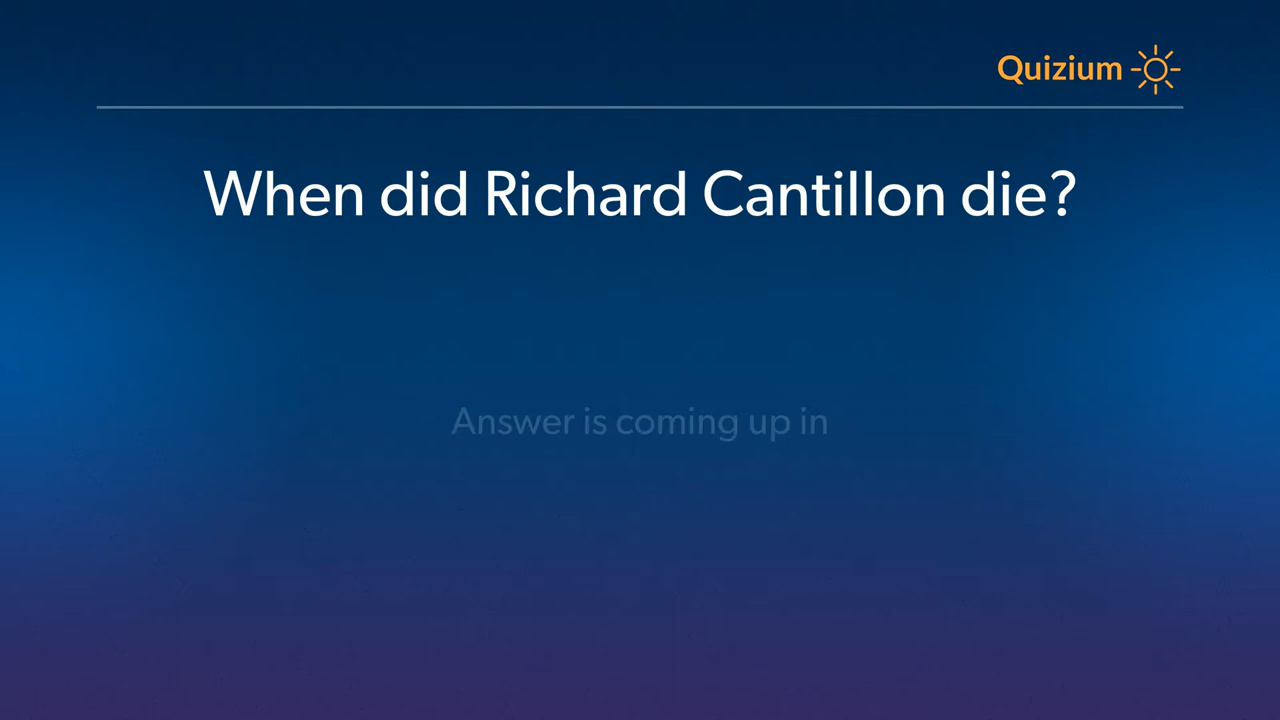 Quizium
When did Richard Cantillon die?
Answer is coming up in